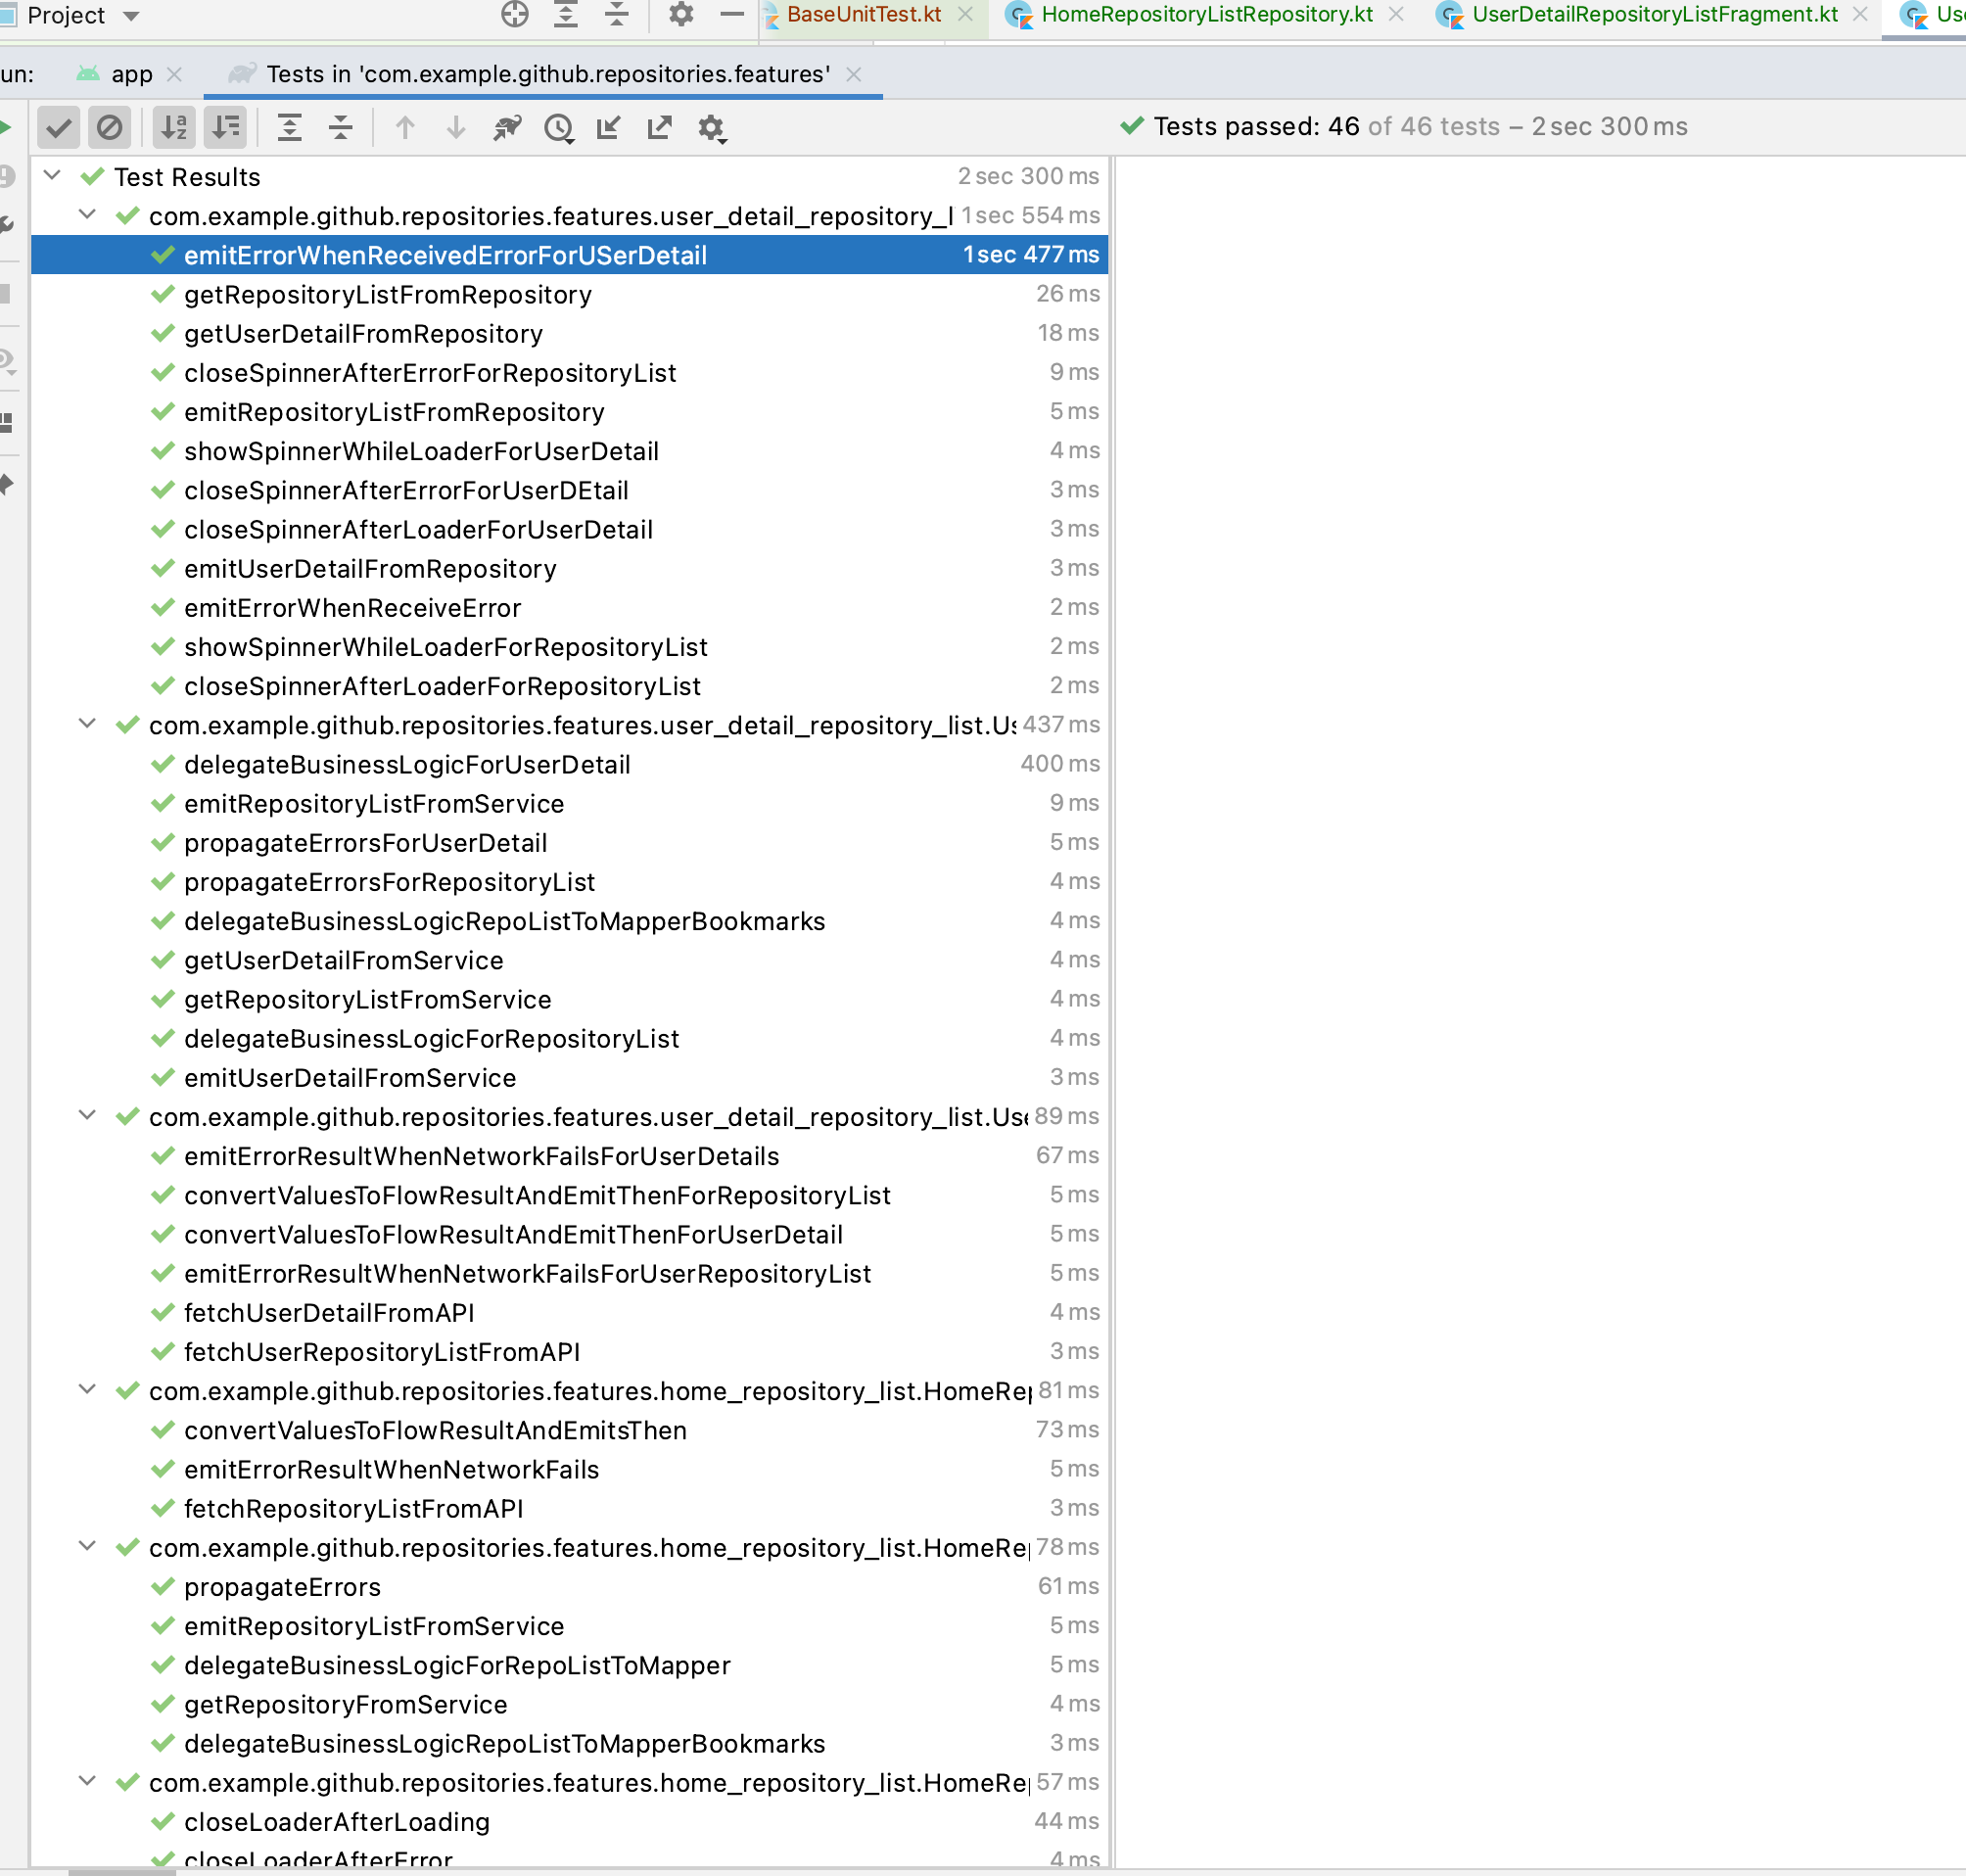 Project
BaseUnitTest.kt
HomeRepositoryListRepository.kt
UserDetailRepositoryListFragment.kt
Use
un:
app
Tests in 'com.example.github.repositories.features'
Tests passed: 46 of 46 tests – 2 sec 300 ms
Test Results 2 sec 300 ms
com.example.github.repositories.features.user_detail_repository_l 1 sec 554 ms
emitErrorWhenReceivedErrorForUSerDetail 1 sec 477 ms
getRepositoryListFromRepository 26 ms
getUserDetailFromRepository 18 ms
closeSpinnerAfterErrorForRepositoryList 9 ms
emitRepositoryListFromRepository 5 ms
showSpinnerWhileLoaderForUserDetail 4 ms
closeSpinnerAfterErrorForUserDEtail 3 ms
closeSpinnerAfterLoaderForUserDetail 3 ms
emitUserDetailFromRepository 3 ms
emitErrorWhenReceiveError 2 ms
showSpinnerWhileLoaderForRepositoryList 2 ms
closeSpinnerAfterLoaderForRepositoryList 2 ms
com.example.github.repositories.features.user_detail_repository_list.Us 437 ms
delegateBusinessLogicForUserDetail 400 ms
emitRepositoryListFromService 9 ms
propagateErrorsForUserDetail 5 ms
propagateErrorsForRepositoryList 4 ms
delegateBusinessLogicRepoListToMapperBookmarks 4 ms
getUserDetailFromService 4 ms
getRepositoryListFromService 4 ms
delegateBusinessLogicForRepositoryList 4 ms
emitUserDetailFromService 3 ms
com.example.github.repositories.features.user_detail_repository_list.Use 89 ms
emitErrorResultWhenNetworkFailsForUserDetails 67 ms
convertValuesToFlowResultAndEmitThenForRepositoryList 5 ms
convertValuesToFlowResultAndEmitThenForUserDetail 5 ms
emitErrorResultWhenNetworkFailsForUserRepositoryList 5 ms
fetchUserDetailFromAPI 4 ms
fetchUserRepositoryListFromAPI 3 ms
com.example.github.repositories.features.home_repository_list.HomeRep 81 ms
convertValuesToFlowResultAndEmitsThen 73 ms
emitErrorResultWhenNetworkFails 5 ms
fetchRepositoryListFromAPI 3 ms
com.example.github.repositories.features.home_repository_list.HomeRep 78 ms
propagateErrors 61 ms
emitRepositoryListFromService 5 ms
delegateBusinessLogicForRepoListToMapper 5 ms
getRepositoryFromService 4 ms
delegateBusinessLogicRepoListToMapperBookmarks 3 ms
com.example.github.repositories.features.home_repository_list.HomeRep 57 ms
closeLoaderAfterLoading 44 ms
closeLoaderAfterError 4 ms